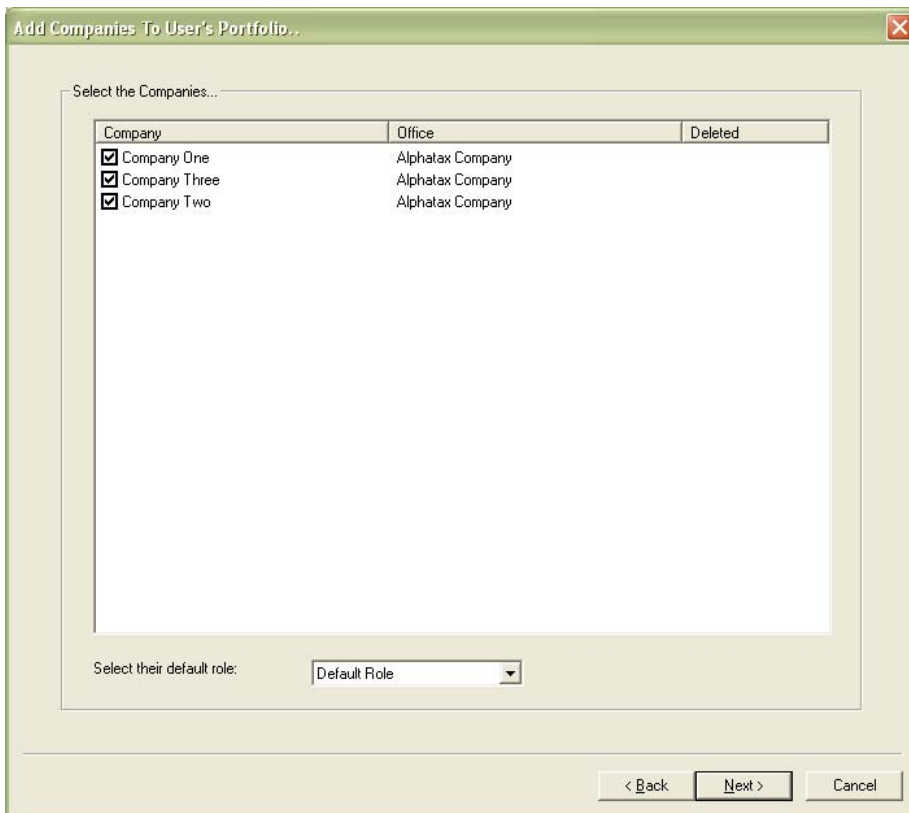 Add Companies To User's Portfolio..
Select the Companies...
Company Office Deleted
Company One Alphatax Company
Company Three Alphatax Company
Company Two Alphatax Company
Select their default role: Default Role
< Back Next > Cancel